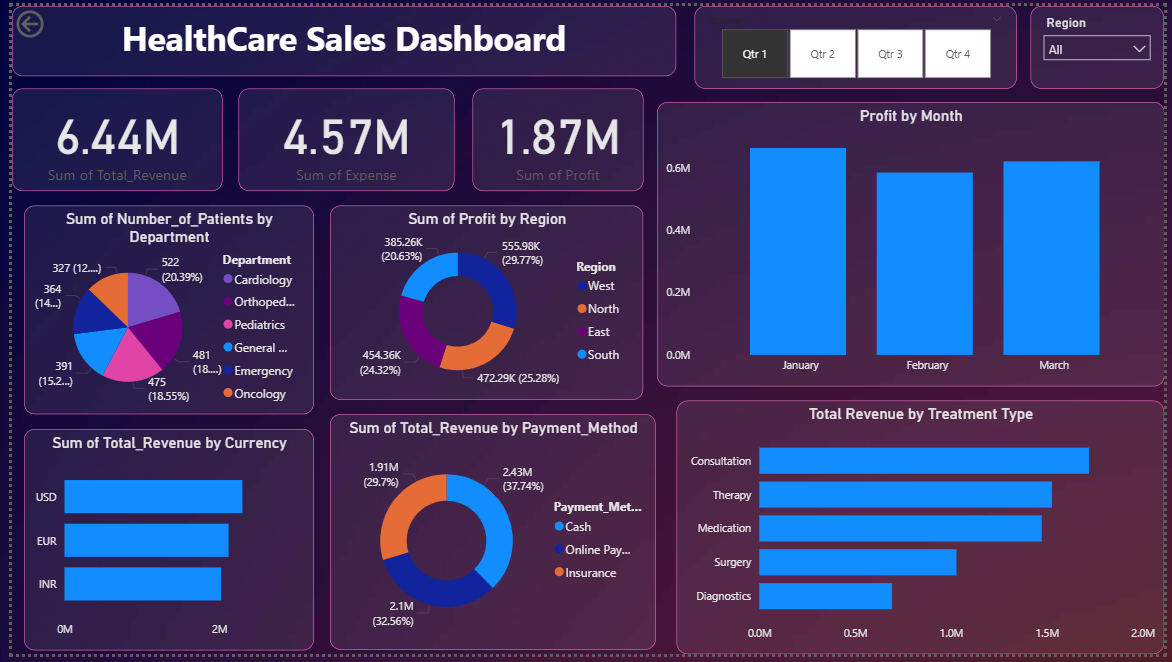 HealthCare Sales Dashboard
Qtr 1
Qtr 2
Qtr 3
Qtr 4
Region
All
6.44M
Sum of Total_Revenue
4.57M
Sum of Expense
1.87M
Sum of Profit
Profit by Month
0.6M
0.4M
0.2M
0.0M
January
February
March
Sum of Number_of_Patients by
Department
327 (12....)
522
(20.39%)
364
(14...)
391
(15.2...)
475
(18.55%)
481
(18....)
Department
Cardiology
Orthoped...
Pediatrics
General ...
Emergency
Oncology
Sum of Profit by Region
385.26K
(20.63%)
555.98K
(29.77%)
454.36K
(24.32%)
472.29K (25.28%)
Region
West
North
East
South
Sum of Total_Revenue by Currency
USD
EUR
INR
0M
2M
Sum of Total_Revenue by Payment_Method
1.91M
(29.7%)
2.43M
(37.74%)
2.1M
(32.56%)
Payment_Met...
Cash
Online Pay...
Insurance
Total Revenue by Treatment Type
Consultation
Therapy
Medication
Surgery
Diagnostics
0.0M
0.5M
1.0M
1.5M
2.0M